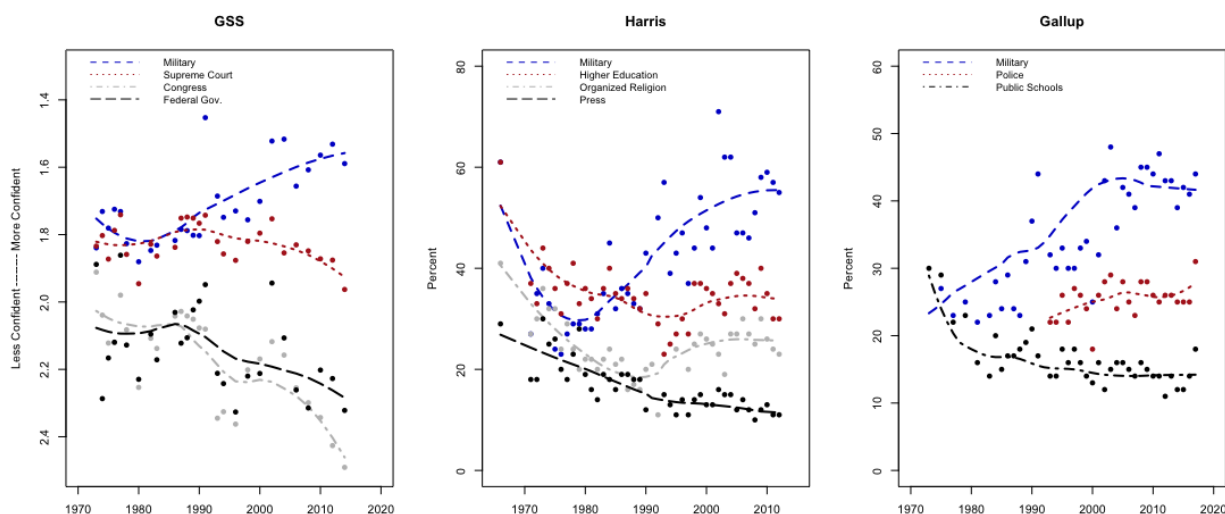 GSS
Military
Supreme Court
Congress
Federal Gov.
Less Confident ------- More Confident
1.4
1.6
1.8
2.0
2.2
2.4
1970 1980 1990 2000 2010 2020
Harris
Military
Higher Education
Organized Religion
Press
Percent
80
60
40
20
0
1970 1980 1990 2000 2010
Gallup
Military
Police
Public Schools
Percent
60
50
40
30
20
10
0
1970 1980 1990 2000 2010 2020